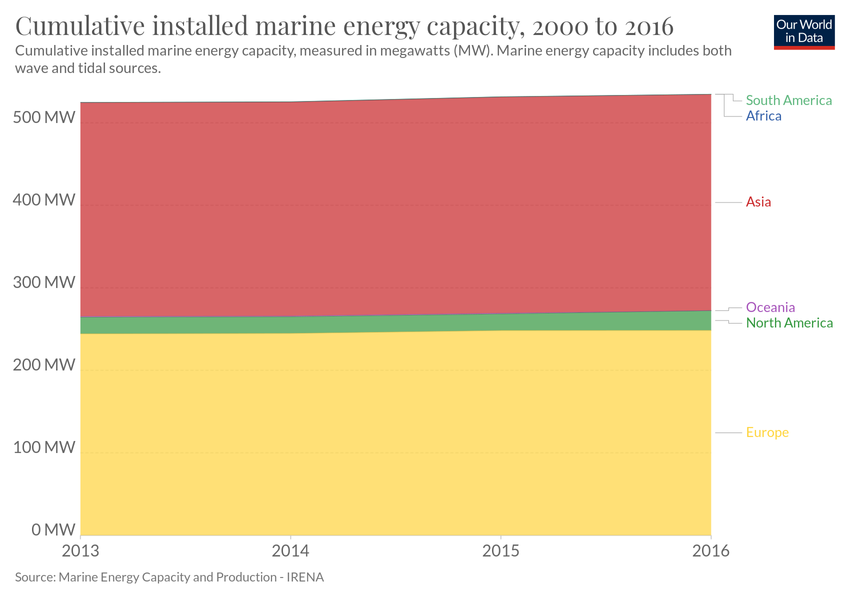 Cumulative installed marine energy capacity, 2000 to 2016
Our World
in Data
Cumulative installed marine energy capacity, measured in megawatts (MW). Marine energy capacity includes both
wave and tidal sources.
500 MW
400 MW
300 MW
200 MW
100 MW
0 MW
South America
Africa
Asia
Oceania
North America
Europe
2013
2014
2015
2016
Source: Marine Energy Capacity and Production - IRENA